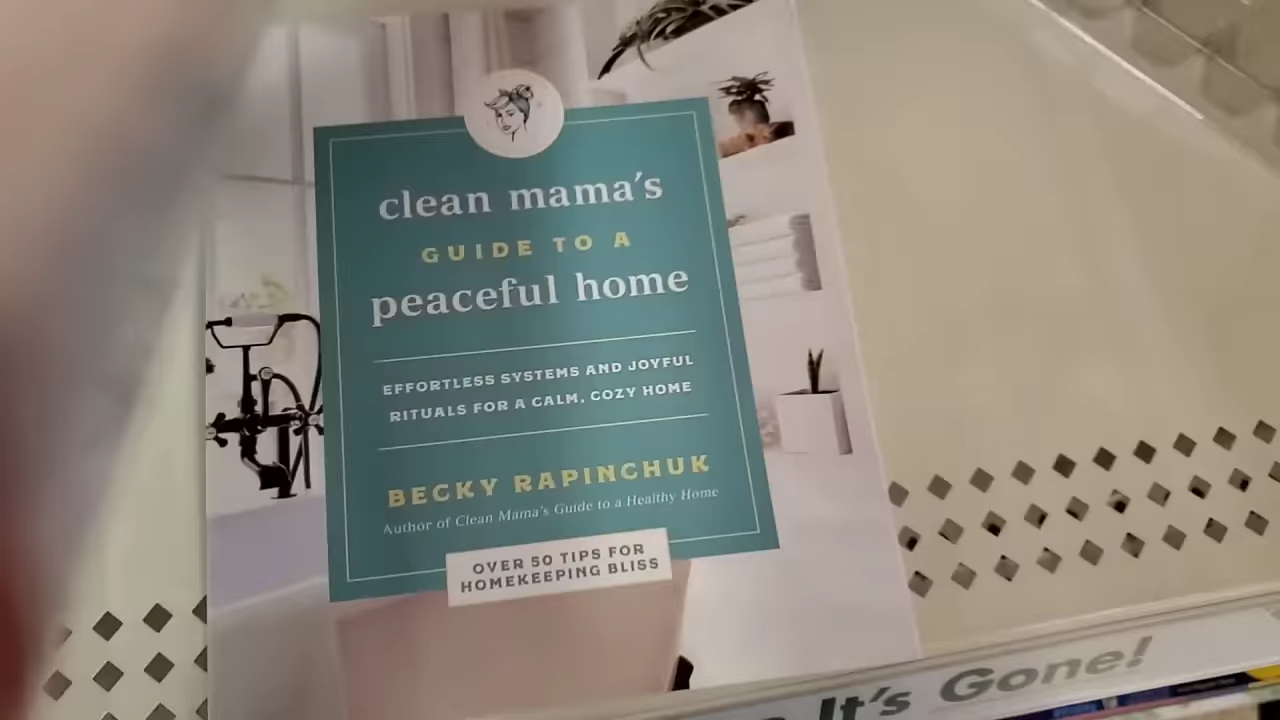 clean mama's
GUIDE TO A
peaceful home
EFFORTLESS SYSTEMS AND JOYFUL
RITUALS FOR A CALM, COZY HOME
BECKY RAPINCHUK
Author of Clean Mama's Guide to a Healthy Home
OVER 50 TIPS FOR
HOMEKEEPING BLISS
It's Gone!